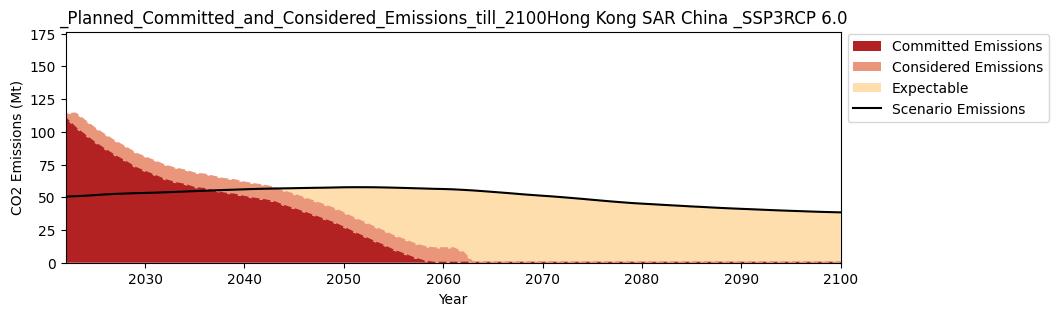 _Planned_Committed_and_Considered_Emissions_till_2100Hong Kong SAR China _SSP3RCP 6.0
175
150
125
100
75
50
25
0
CO2 Emissions (Mt)
2030 2040 2050 2060 2070 2080 2090 2100
Year
Committed Emissions
Considered Emissions
Expectable
Scenario Emissions